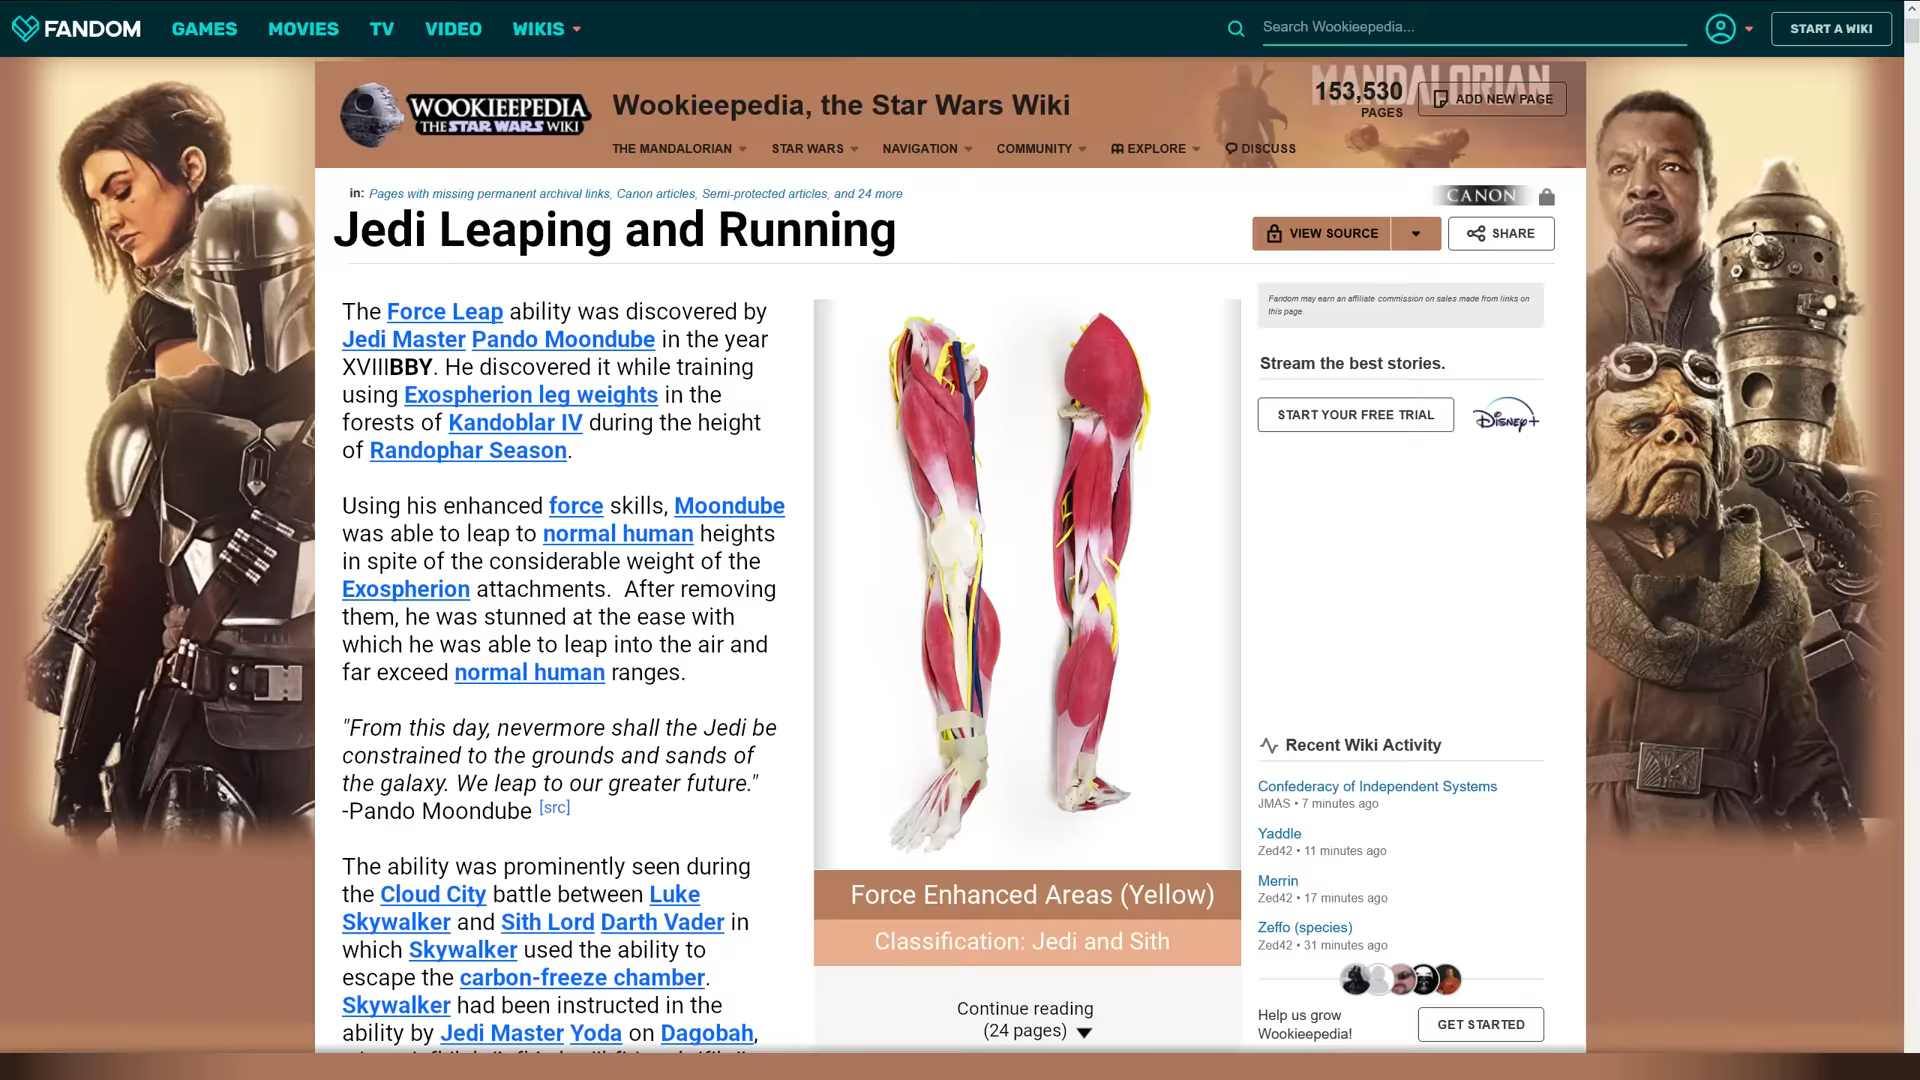 FANDOM GAMES MOVIES TV VIDEO WIKIS Search Wookieepedia... START A WIKI
WOOKIEEPEDIA
THE STAR WARS WIKI
Wookieepedia, the Star Wars Wiki
MANDALORIAN
153,530
PAGES
ADD NEW PAGE
THE MANDALORIAN STAR WARS NAVIGATION COMMUNITY EXPLORE DISCUSS
in: Pages with missing permanent archival links, Canon articles, Semi-protected articles, and 24 more
CANON
Jedi Leaping and Running
VIEW SOURCE SHARE
The Force Leap ability was discovered by
Jedi Master Pando Moondube in the year
XVIIIBBY. He discovered it while training
using Exospherion leg weights in the
forests of Kandoblar IV during the height
of Randophar Season.
Using his enhanced force skills, Moondube
was able to leap to normal human heights
in spite of the considerable weight of the
Exospherion attachments. After removing
them, he was stunned at the ease with
which he was able to leap into the air and
far exceed normal human ranges.
"From this day, nevermore shall the Jedi be
constrained to the grounds and sands of
the galaxy. We leap to our greater future."
-Pando Moondube [src]
The ability was prominently seen during
the Cloud City battle between Luke
Skywalker and Sith Lord Darth Vader in
which Skywalker used the ability to
escape the carbon-freeze chamber.
Skywalker had been instructed in the
ability by Jedi Master Yoda on Dagobah,
Force Enhanced Areas (Yellow)
Classification: Jedi and Sith
Continue reading
(24 pages)
Fandom may earn an affiliate commission on sales made from links on
this page.
Stream the best stories.
START YOUR FREE TRIAL
Disney+
Recent Wiki Activity
Confederacy of Independent Systems
JMAS • 7 minutes ago
Yaddle
Zed42 • 11 minutes ago
Merrin
Zed42 • 17 minutes ago
Zeffo (species)
Zed42 • 31 minutes ago
Help us grow
Wookieepedia!
GET STARTED